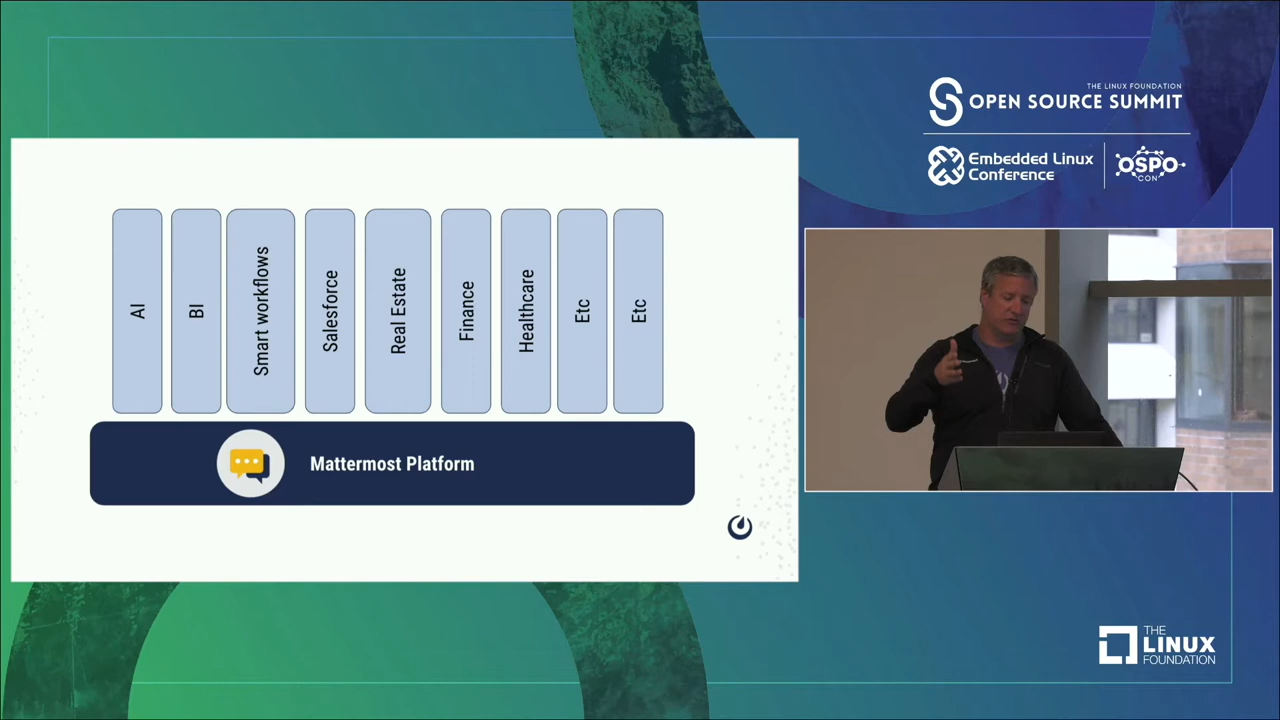 THE LINUX FOUNDATION
OPEN SOURCE SUMMIT
Embedded Linux
Conference
OSPO
CON
AI
BI
Smart workflows
Salesforce
Real Estate
Finance
Healthcare
Etc
Etc
Mattermost Platform
THE
LINUX
FOUNDATION